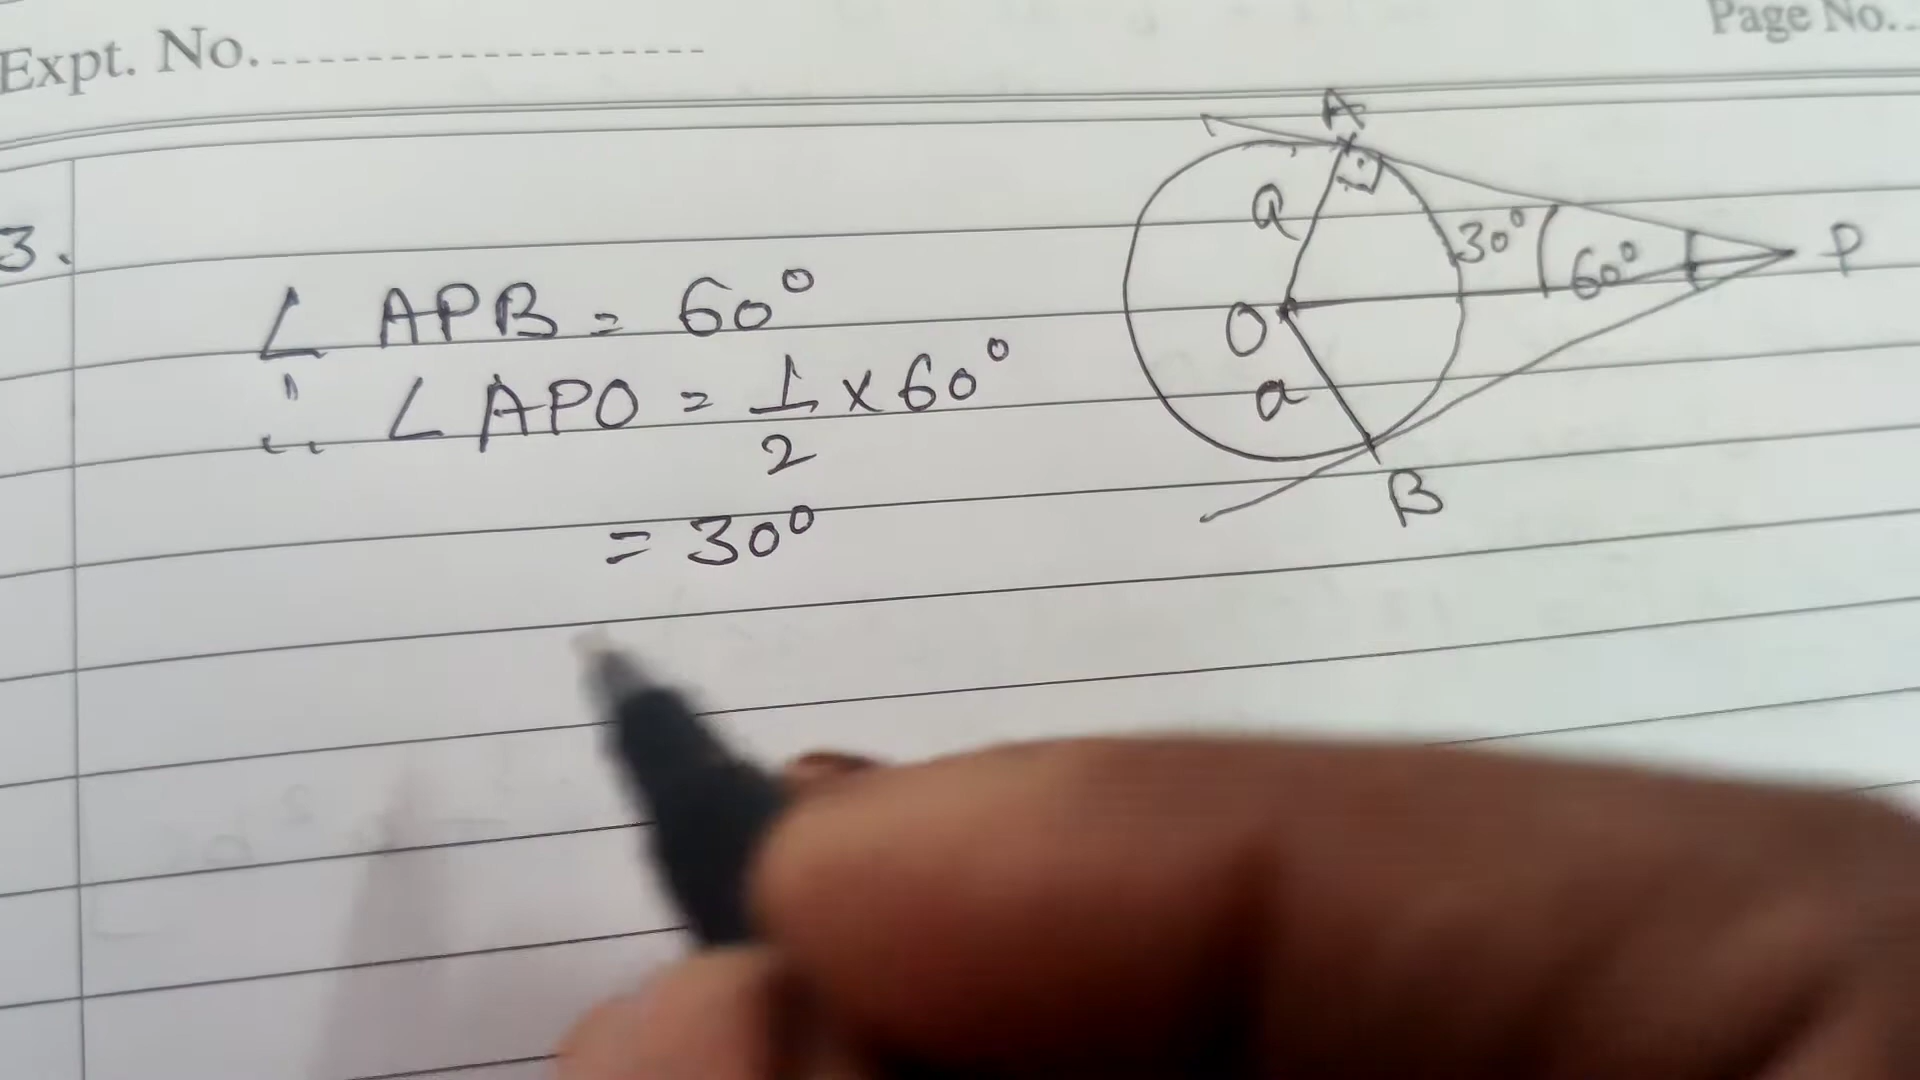 Expt. No.
Page No.
3.
∠ APB = 60°
∴ ∠ APO = 1/2 × 60°
= 30°
A
a
30°
60°
P
O
a
B